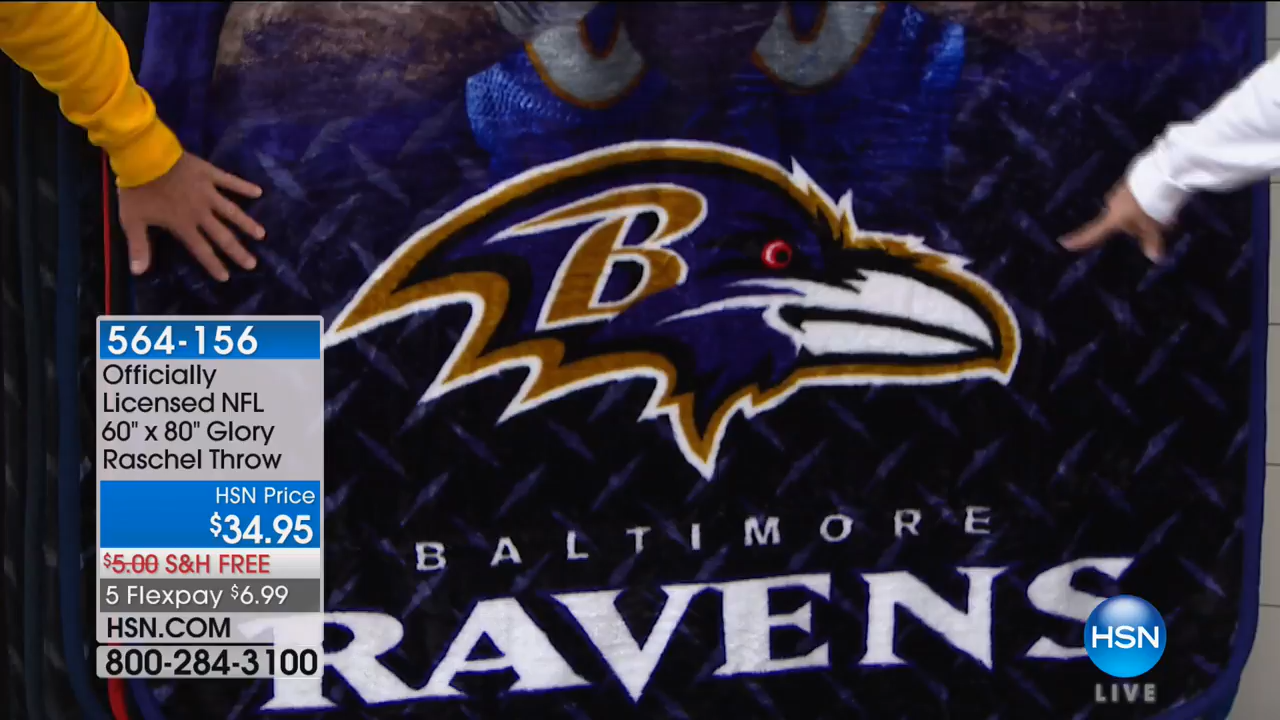 B
BALTIMORE
RAVENS
564-156
Officially
Licensed NFL
60" x 80" Glory
Raschel Throw
HSN Price
$34.95
$5.00 S&H FREE
5 Flexpay $6.99
HSN.COM
800-284-3100
HSN
LIVE